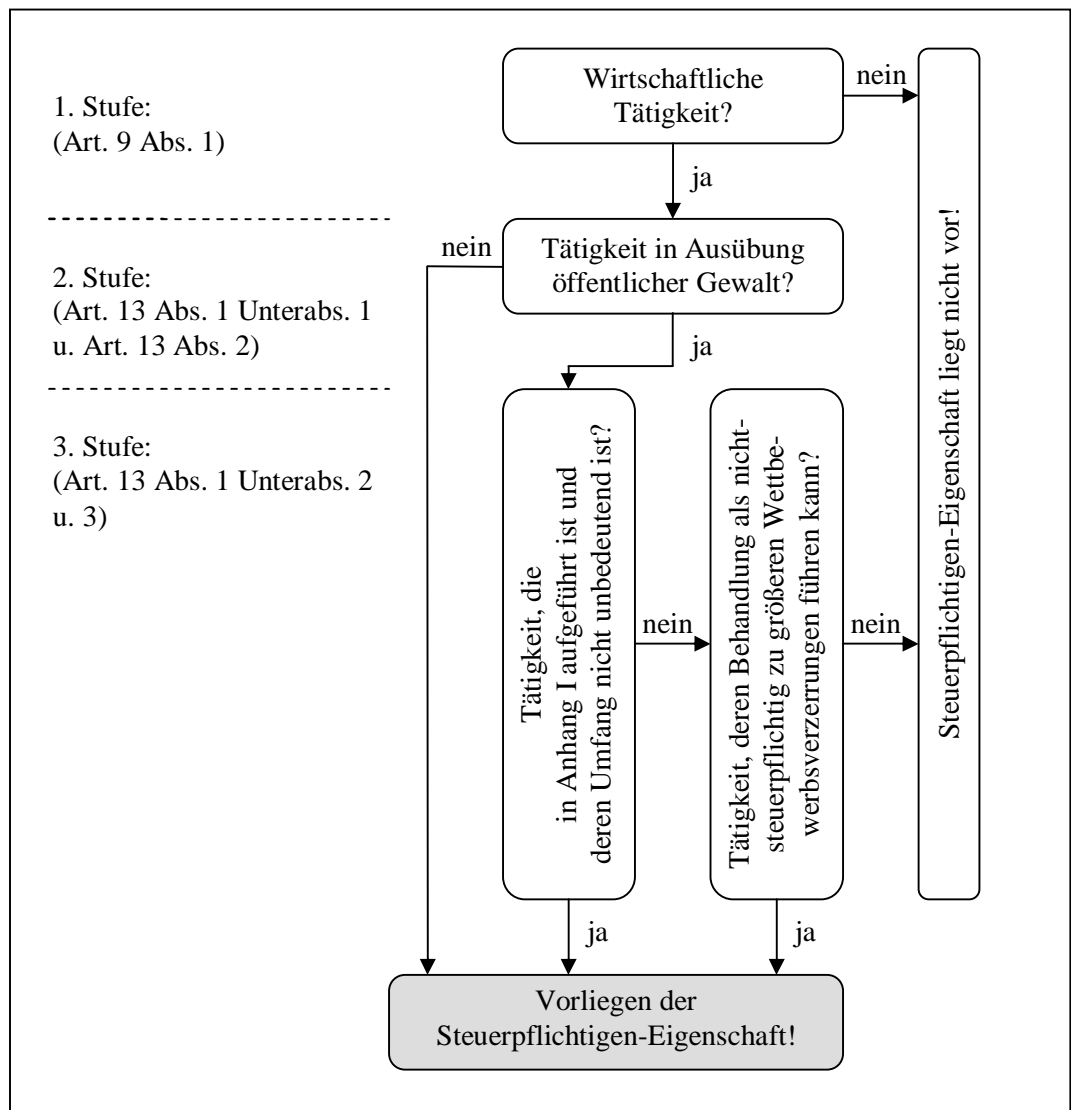 Wirtschaftliche
Tätigkeit?
nein
1. Stufe:
(Art. 9 Abs. 1)
ja
nein
Tätigkeit in Ausübung
öffentlicher Gewalt?
2. Stufe:
(Art. 13 Abs. 1 Unterabs. 1
u. Art. 13 Abs. 2)
ja
3. Stufe:
(Art. 13 Abs. 1 Unterabs. 2
u. 3)
Tätigkeit, die
in Anhang I aufgeführt ist und
deren Umfang nicht unbedeutend ist?
nein
Tätigkeit, deren Behandlung als nicht-
steuerpflichtig zu größeren Wettbe-
werbsverzerrungen führen kann?
nein
Steuerpflichtigen-Eigenschaft liegt nicht vor!
ja
ja
Vorliegen der
Steuerpflichtigen-Eigenschaft!